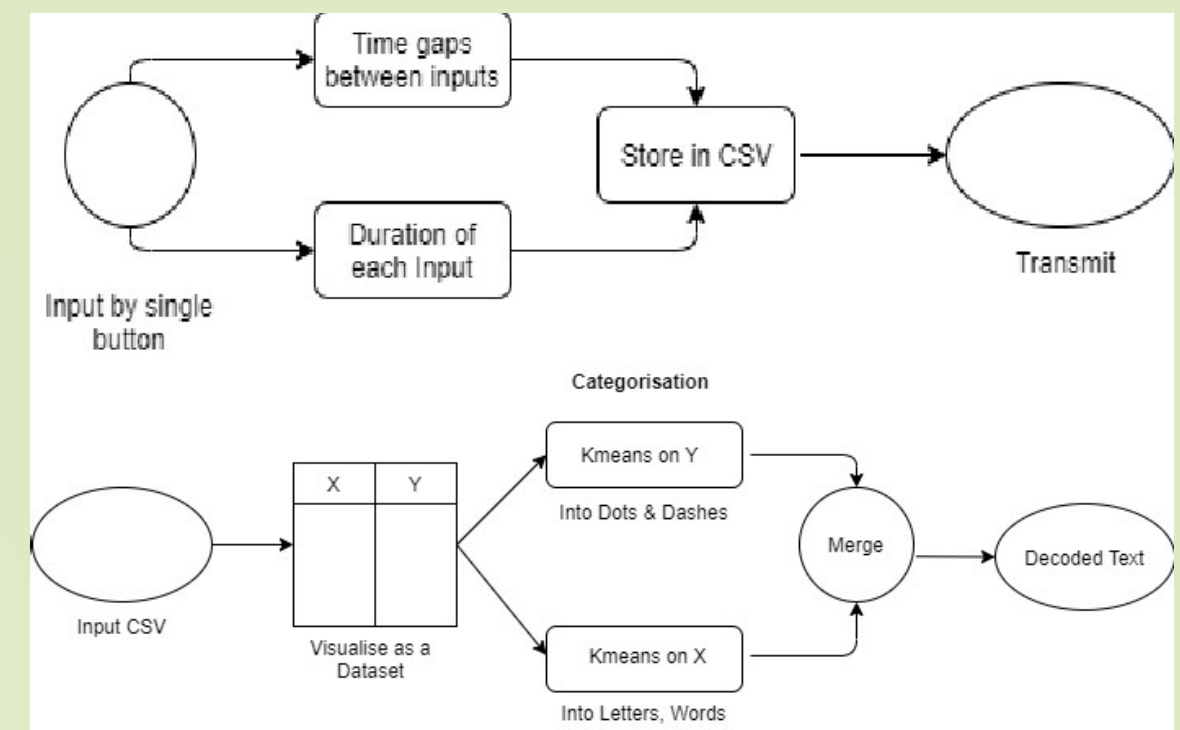 Time gaps
between inputs
Store in CSV
Duration of
each Input
Transmit
Input by single
button
Categorisation
Kmeans on Y
X
Y
Into Dots & Dashes
Merge
Decoded Text
Input CSV
Visualise as a
Dataset
Kmeans on X
Into Letters, Words